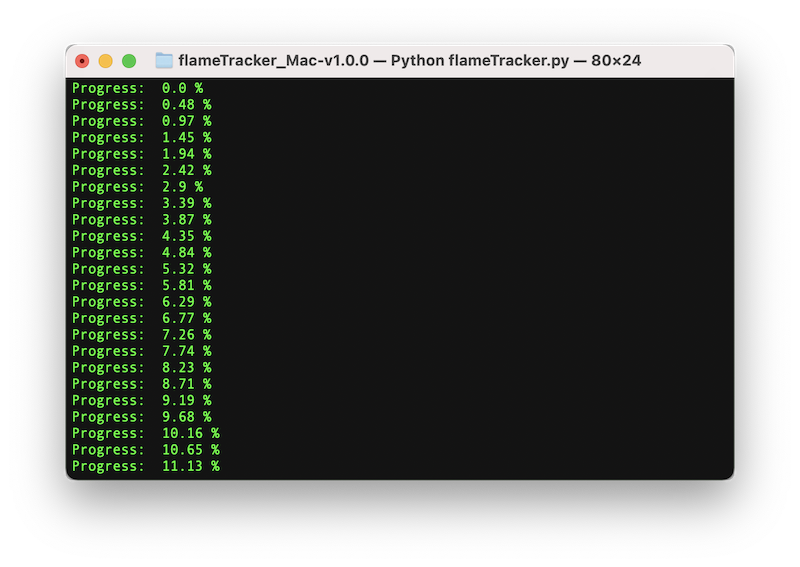 flameTracker_Mac-v1.0.0 — Python flameTracker.py — 80×24
Progress:  0.0 %
Progress:  0.48 %
Progress:  0.97 %
Progress:  1.45 %
Progress:  1.94 %
Progress:  2.42 %
Progress:  2.9 %
Progress:  3.39 %
Progress:  3.87 %
Progress:  4.35 %
Progress:  4.84 %
Progress:  5.32 %
Progress:  5.81 %
Progress:  6.29 %
Progress:  6.77 %
Progress:  7.26 %
Progress:  7.74 %
Progress:  8.23 %
Progress:  8.71 %
Progress:  9.19 %
Progress:  9.68 %
Progress:  10.16 %
Progress:  10.65 %
Progress:  11.13 %